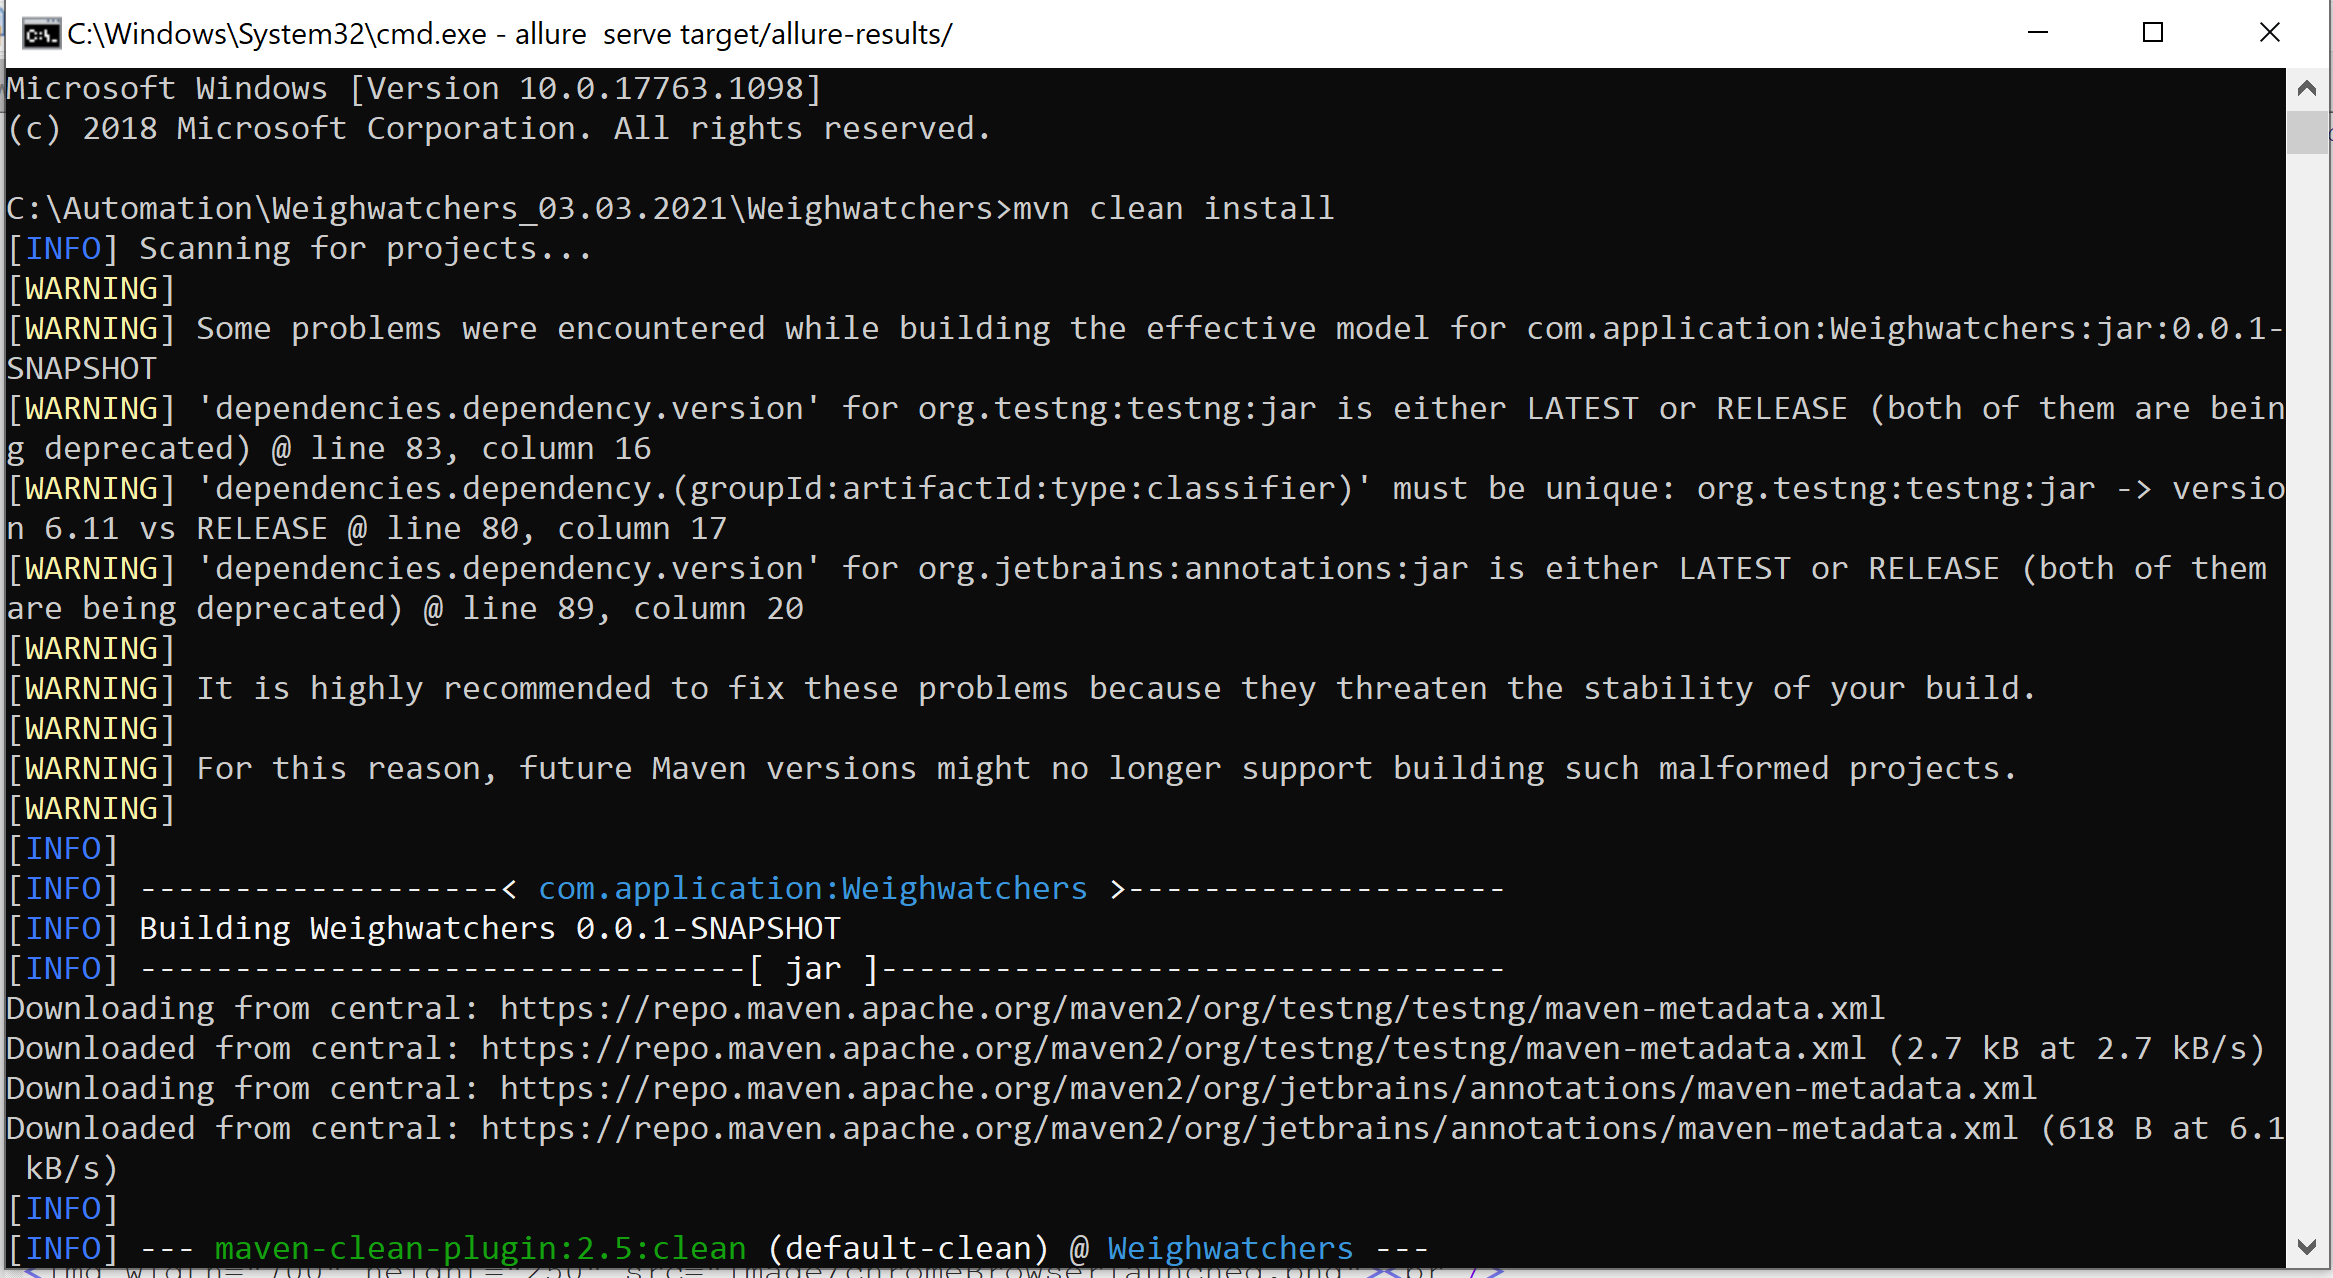 C:\Windows\System32\cmd.exe - allure  serve target/allure-results/
Microsoft Windows [Version 10.0.17763.1098]
(c) 2018 Microsoft Corporation. All rights reserved.
C:\Automation\Weighwatchers_03.03.2021\Weighwatchers>mvn clean install
[INFO] Scanning for projects...
[WARNING]
[WARNING] Some problems were encountered while building the effective model for com.application:Weighwatchers:jar:0.0.1-
SNAPSHOT
[WARNING] 'dependencies.dependency.version' for org.testng:testng:jar is either LATEST or RELEASE (both of them are bein
g deprecated) @ line 83, column 16
[WARNING] 'dependencies.dependency.(groupId:artifactId:type:classifier)' must be unique: org.testng:testng:jar -> versio
n 6.11 vs RELEASE @ line 80, column 17
[WARNING] 'dependencies.dependency.version' for org.jetbrains:annotations:jar is either LATEST or RELEASE (both of them
are being deprecated) @ line 89, column 20
[WARNING]
[WARNING] It is highly recommended to fix these problems because they threaten the stability of your build.
[WARNING]
[WARNING] For this reason, future Maven versions might no longer support building such malformed projects.
[WARNING]
[INFO]
[INFO] -------------------< com.application:Weighwatchers >--------------------
[INFO] Building Weighwatchers 0.0.1-SNAPSHOT
[INFO] --------------------------------[ jar ]---------------------------------
Downloading from central: https://repo.maven.apache.org/maven2/org/testng/testng/maven-metadata.xml
Downloaded from central: https://repo.maven.apache.org/maven2/org/testng/testng/maven-metadata.xml (2.7 kB at 2.7 kB/s)
Downloading from central: https://repo.maven.apache.org/maven2/org/jetbrains/annotations/maven-metadata.xml
Downloaded from central: https://repo.maven.apache.org/maven2/org/jetbrains/annotations/maven-metadata.xml (618 B at 6.1
 kB/s)
[INFO]
[INFO] --- maven-clean-plugin:2.5:clean (default-clean) @ Weighwatchers ---